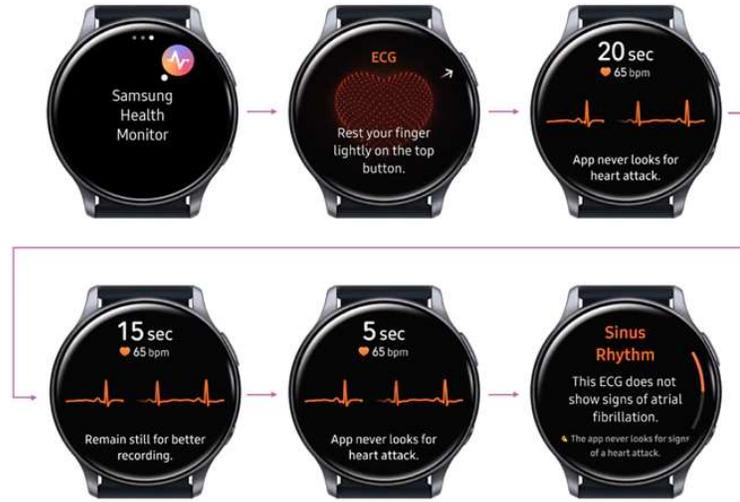 Samsung
Health
Monitor
ECG
Rest your finger
lightly on the top
button.
20 sec
65 bpm
App never looks for
heart attack.
15 sec
65 bpm
Remain still for better
recording.
5 sec
65 bpm
App never looks for
heart attack.
Sinus
Rhythm
This ECG does not
show signs of atrial
fibrillation.
The app never looks for signs
of a heart attack.